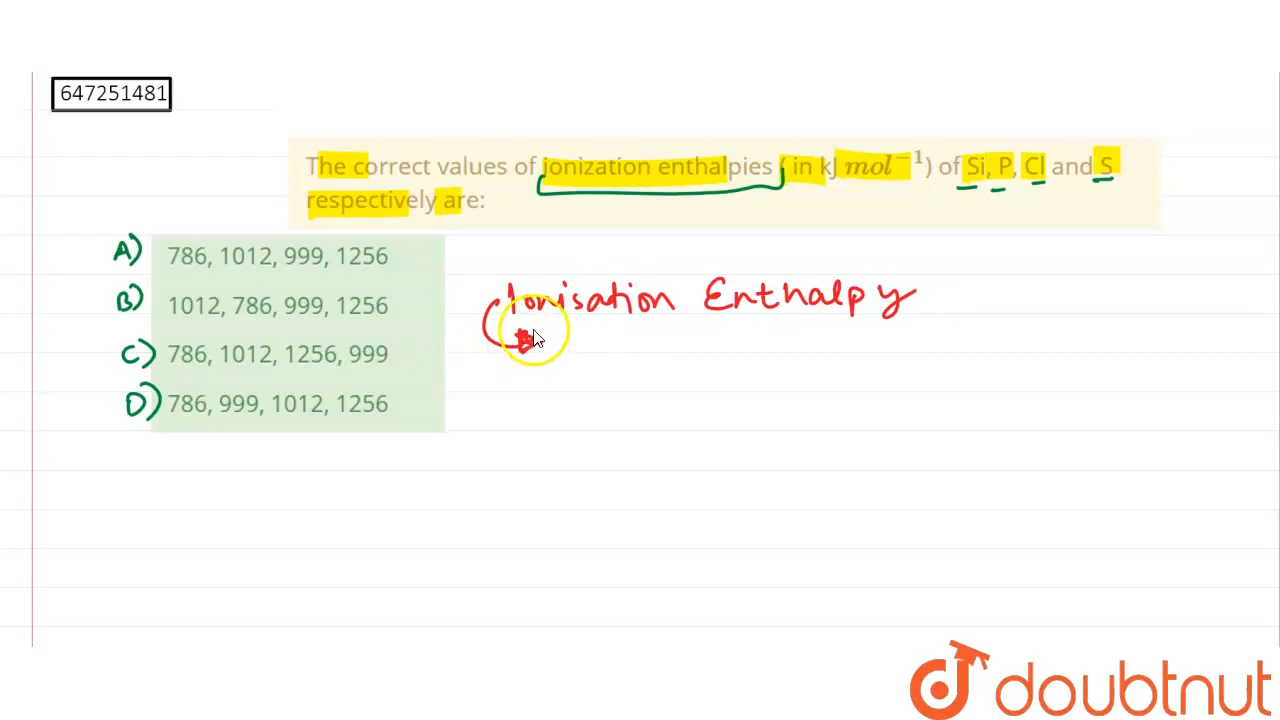 647251481
The correct values of ionization enthalpies ( in kJ mol⁻¹) of Si, P, Cl and S
respectively are:
A) 786, 1012, 999, 1256
B) 1012, 786, 999, 1256
C) 786, 1012, 1256, 999
D) 786, 999, 1012, 1256
Ionisation Enthalpy
doubtnut